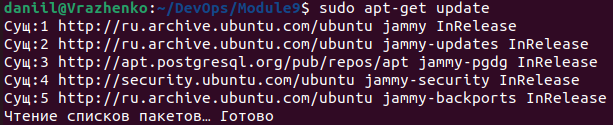 daniil@Vrazhenko:~/DevOps/Module9$ sudo apt-get update
Сущ:1 http://ru.archive.ubuntu.com/ubuntu jammy InRelease
Сущ:2 http://ru.archive.ubuntu.com/ubuntu jammy-updates InRelease
Сущ:3 http://apt.postgresql.org/pub/repos/apt jammy-pgdg InRelease
Сущ:4 http://security.ubuntu.com/ubuntu jammy-security InRelease
Сущ:5 http://ru.archive.ubuntu.com/ubuntu jammy-backports InRelease
Чтение списков пакетов… Готово